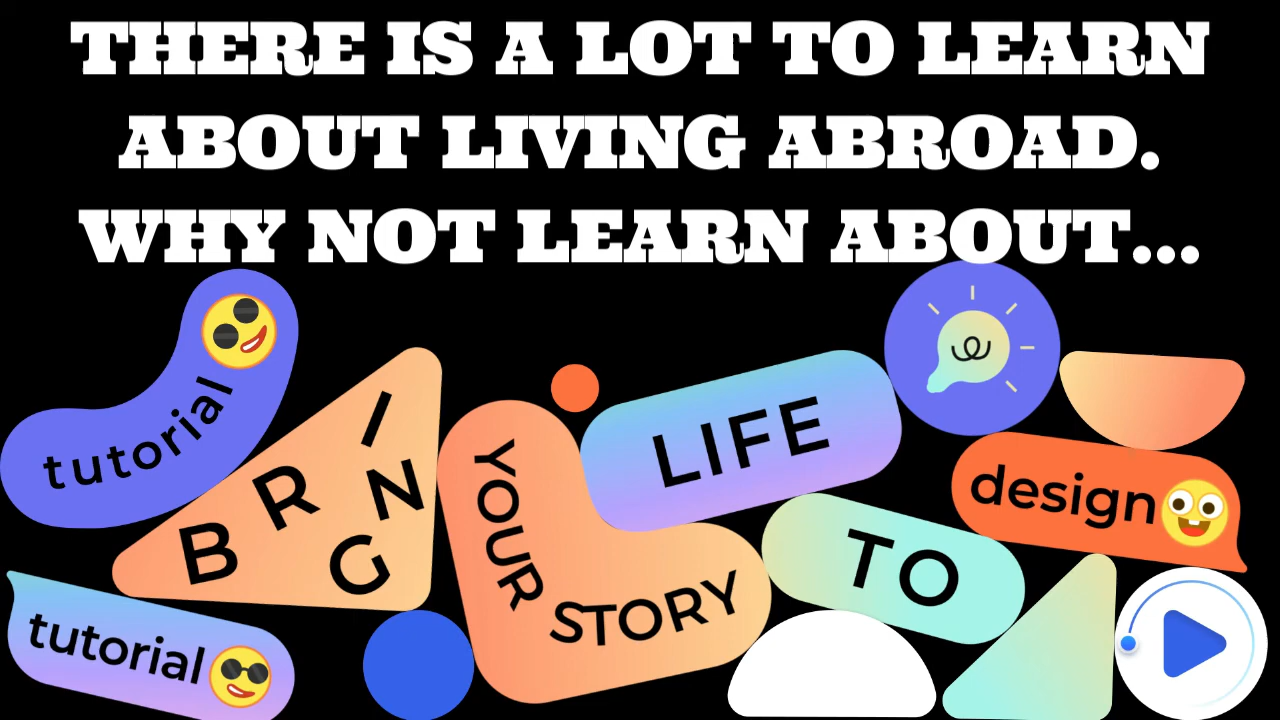 THERE IS A LOT TO LEARN
ABOUT LIVING ABROAD.
WHY NOT LEARN ABOUT...
tutorial
BRING
YOUR STORY
LIFE
TO
design
tutorial